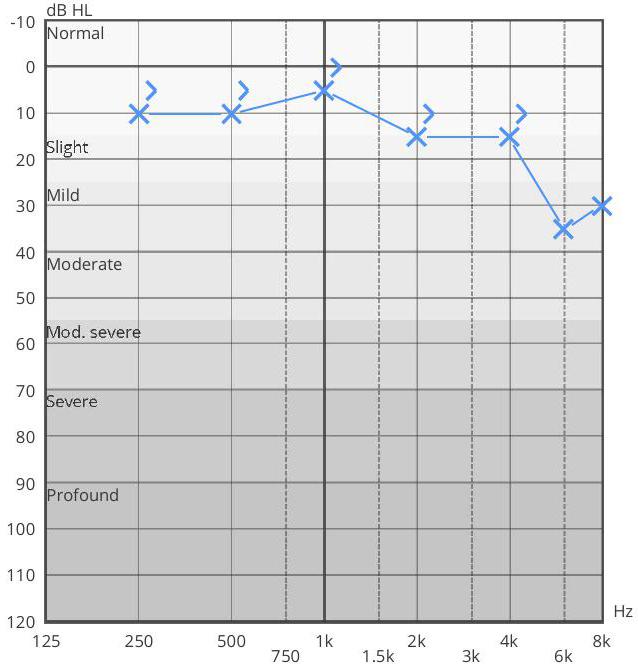 dB HL
-10
Normal
0
10
Slight
20
Mild
30
40
Moderate
50
Mod. severe
60
70
Severe
80
90
Profound
100
110
120
Hz
125 250 500 1k 2k 4k 8k
750 1.5k 3k 6k